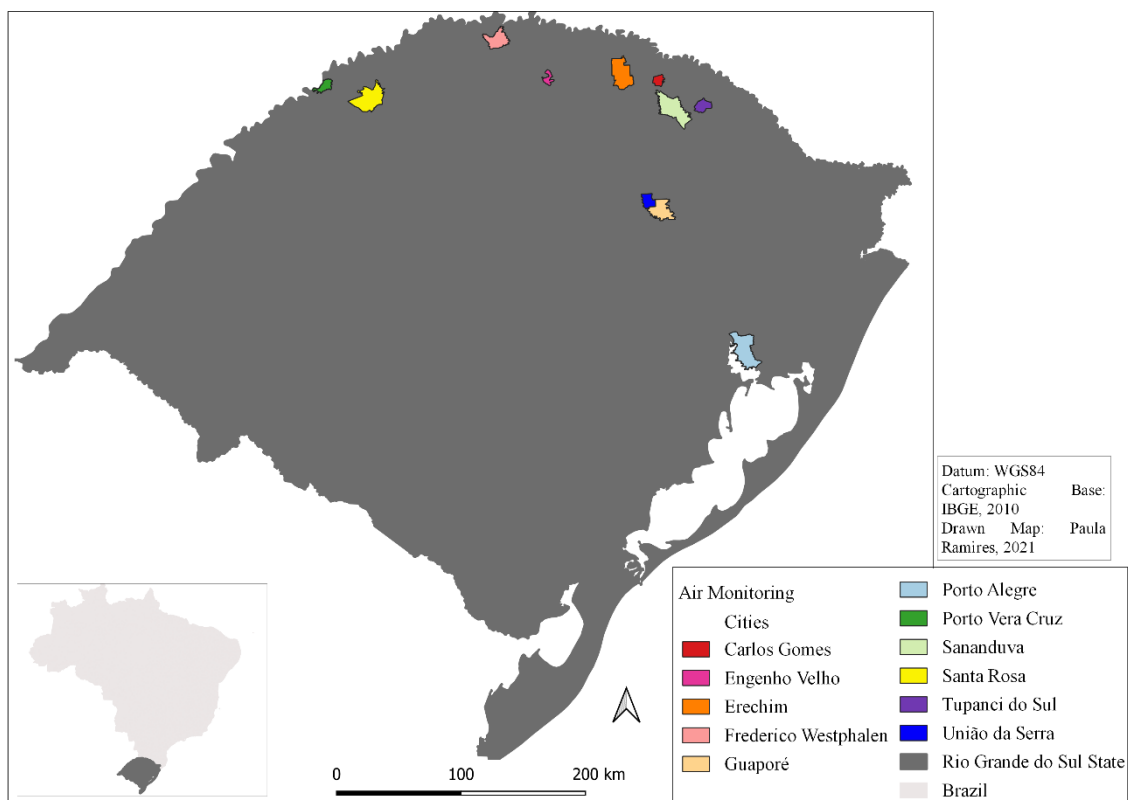 Datum: WGS84
Cartographic Base:
IBGE, 2010
Drawn Map: Paula
Ramires, 2021
Air Monitoring
Cities
Carlos Gomes
Engenho Velho
Erechim
Frederico Westphalen
Guaporé
Porto Alegre
Porto Vera Cruz
Sananduva
Santa Rosa
Tupanci do Sul
União da Serra
Rio Grande do Sul State
Brazil
0 100 200 km